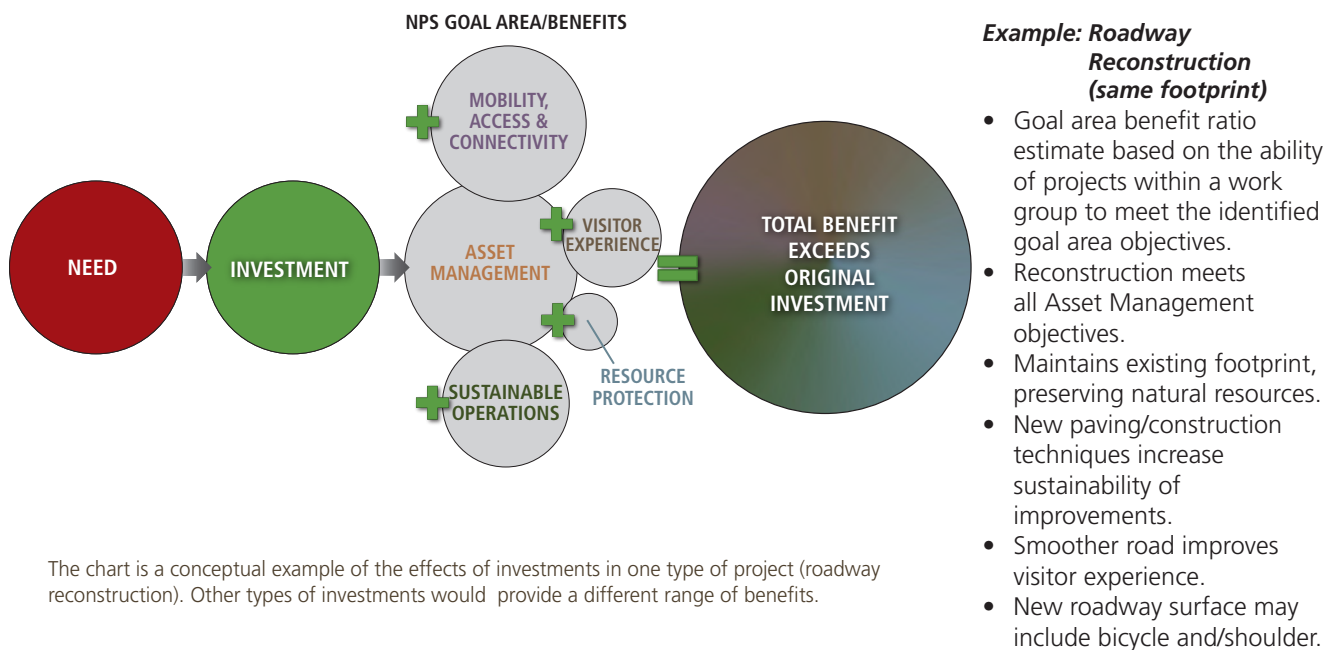 NPS GOAL AREA/BENEFITS
MOBILITY,
ACCESS &
CONNECTIVITY
NEED
INVESTMENT
ASSET
MANAGEMENT
VISITOR
EXPERIENCE
RESOURCE
PROTECTION
SUSTAINABLE
OPERATIONS
TOTAL BENEFIT
EXCEEDS
ORIGINAL
INVESTMENT
The chart is a conceptual example of the effects of investments in one type of project (roadway
reconstruction). Other types of investments would provide a different range of benefits.
Example: Roadway
Reconstruction
(same footprint)
• Goal area benefit ratio
estimate based on the ability
of projects within a work
group to meet the identified
goal area objectives.
• Reconstruction meets
all Asset Management
objectives.
• Maintains existing footprint,
preserving natural resources.
• New paving/construction
techniques increase
sustainability of
improvements.
• Smoother road improves
visitor experience.
• New roadway surface may
include bicycle and/shoulder.